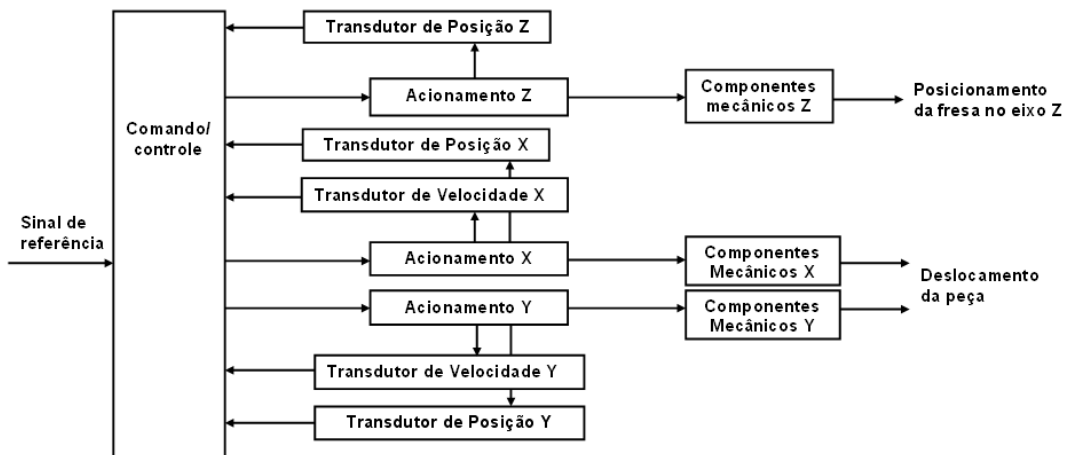 Transdutor de Posição Z
Acionamento Z
Componentes
mecânicos Z
Posicionamento
da fresa no eixo Z
Comando/
controle
Transdutor de Posição X
Transdutor de Velocidade X
Sinal de
referência
Acionamento X
Componentes
Mecânicos X
Deslocamento
da peça
Acionamento Y
Componentes
Mecânicos Y
Transdutor de Velocidade Y
Transdutor de Posição Y